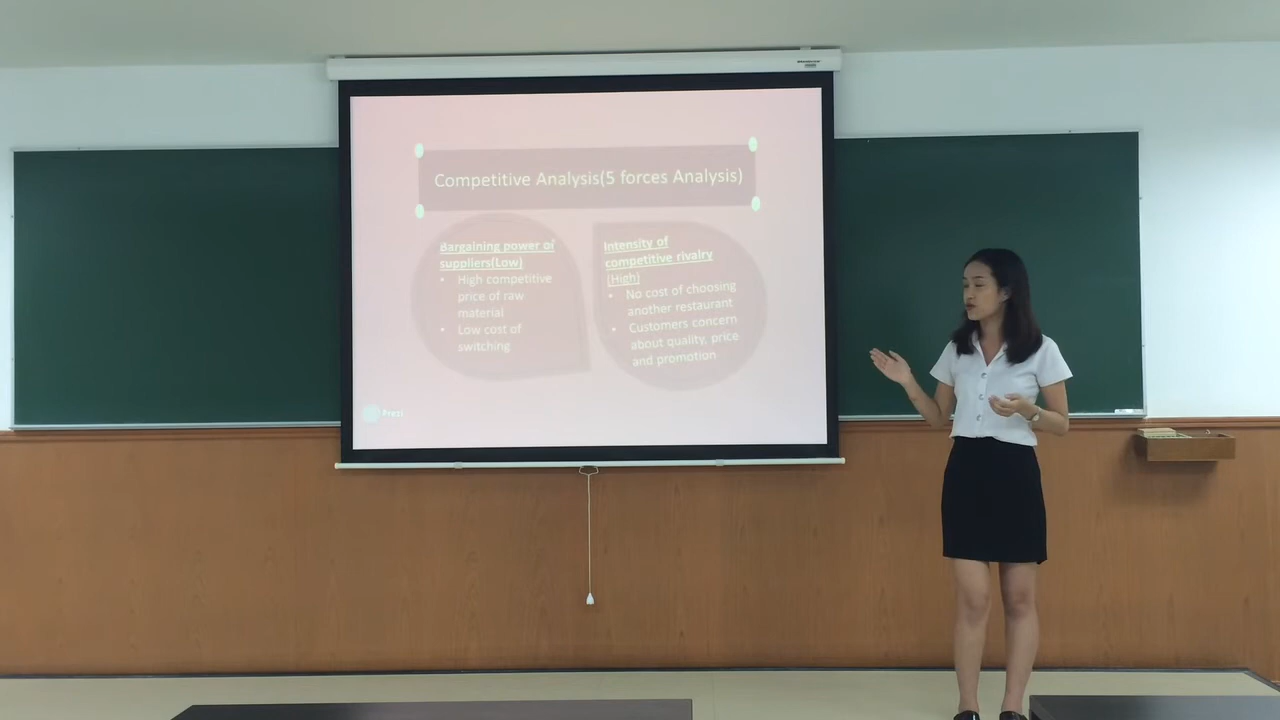 Competitive Analysis(5 forces Analysis)
Bargaining power of
suppliers(Low)
• High competitive
price of raw
material
• Low cost of
switching
Intensity of
competitive rivalry
(High)
• No cost of choosing
another restaurant
• Customers concern
about quality, price
and promotion
Prezi